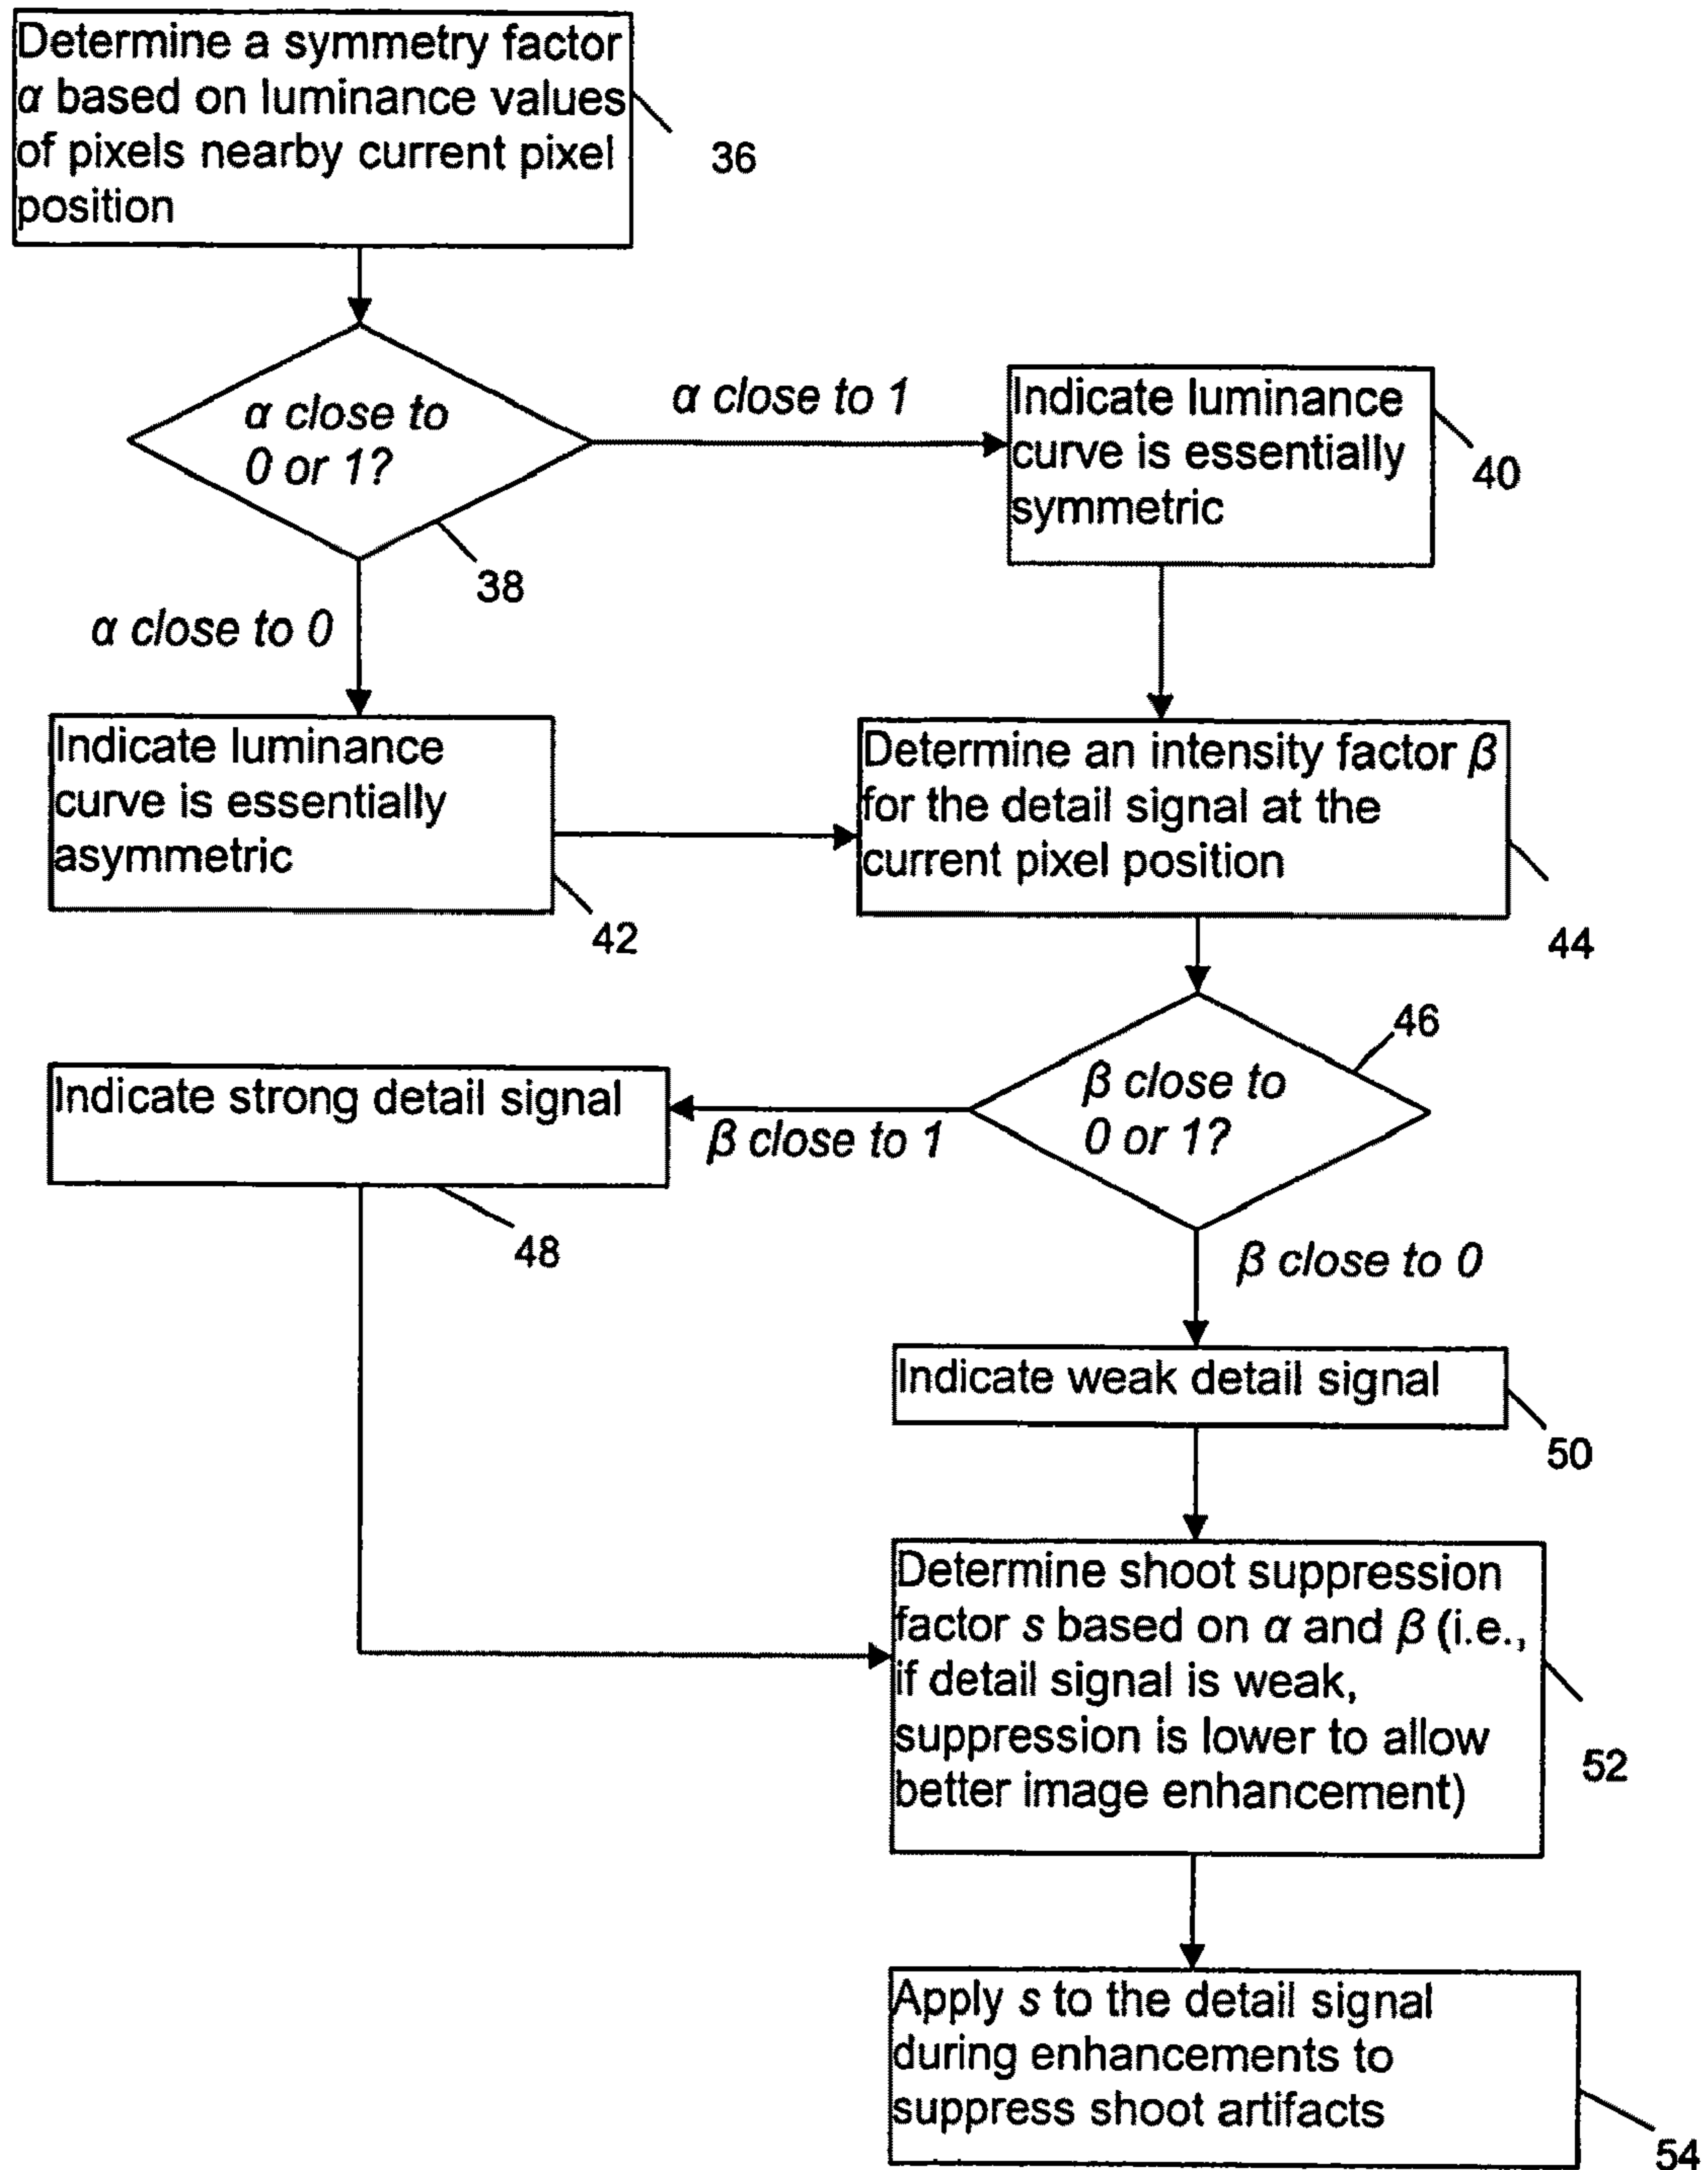 Determine a symmetry factor
α based on luminance values
of pixels nearby current pixel
position
36
α close to
0 or 1?
38
α close to 1
Indicate luminance
curve is essentially
symmetric
40
α close to 0
Indicate luminance
curve is essentially
asymmetric
42
Determine an intensity factor β
for the detail signal at the
current pixel position
44
46
β close to
0 or 1?
β close to 1
Indicate strong detail signal
48
β close to 0
Indicate weak detail signal
50
Determine shoot suppression
factor s based on α and β (i.e.,
if detail signal is weak,
suppression is lower to allow
better image enhancement)
52
Apply s to the detail signal
during enhancements to
suppress shoot artifacts
54